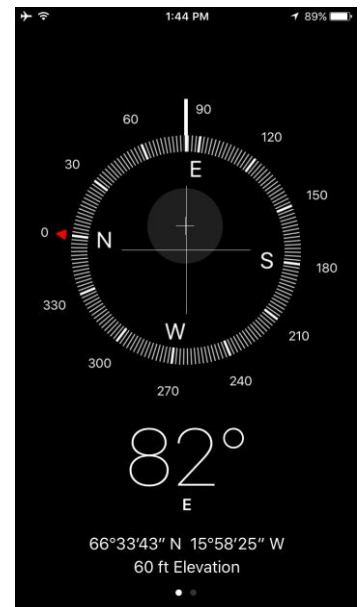 1:44 PM 89%
60 90
120
30 E
150
0 N
S 180
330
W 210
300
270 240
82°
E
66°33′43″ N 15°58′25″ W
60 ft Elevation